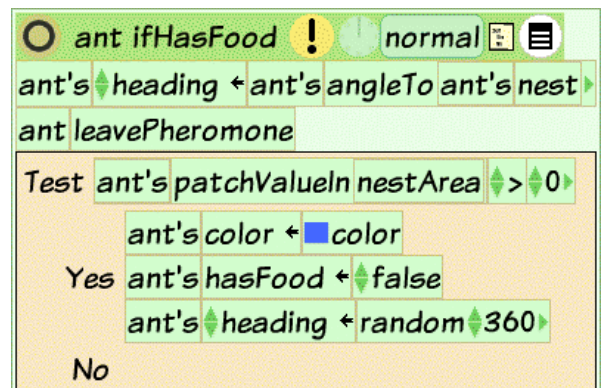 ant ifHasFood ! normal
ant's heading ← ant's angleTo ant's nest
ant leavePheromone
Test ant's patchValueIn nestArea > 0
ant's color ← color
Yes ant's hasFood ← false
ant's heading ← random 360
No